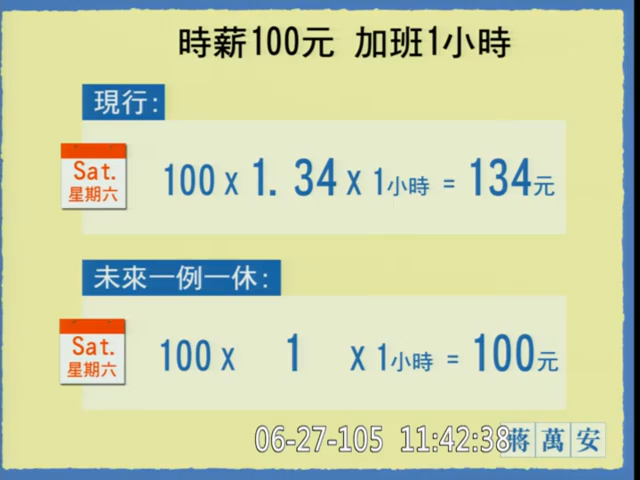 時薪100元 加班1小時
現行:
Sat.
星期六
100 x 1.34 x 1小時 = 134元
未來一例一休:
Sat.
星期六
100 x 1 x 1小時 = 100元
06-27-105 11:42:38
蔣萬安